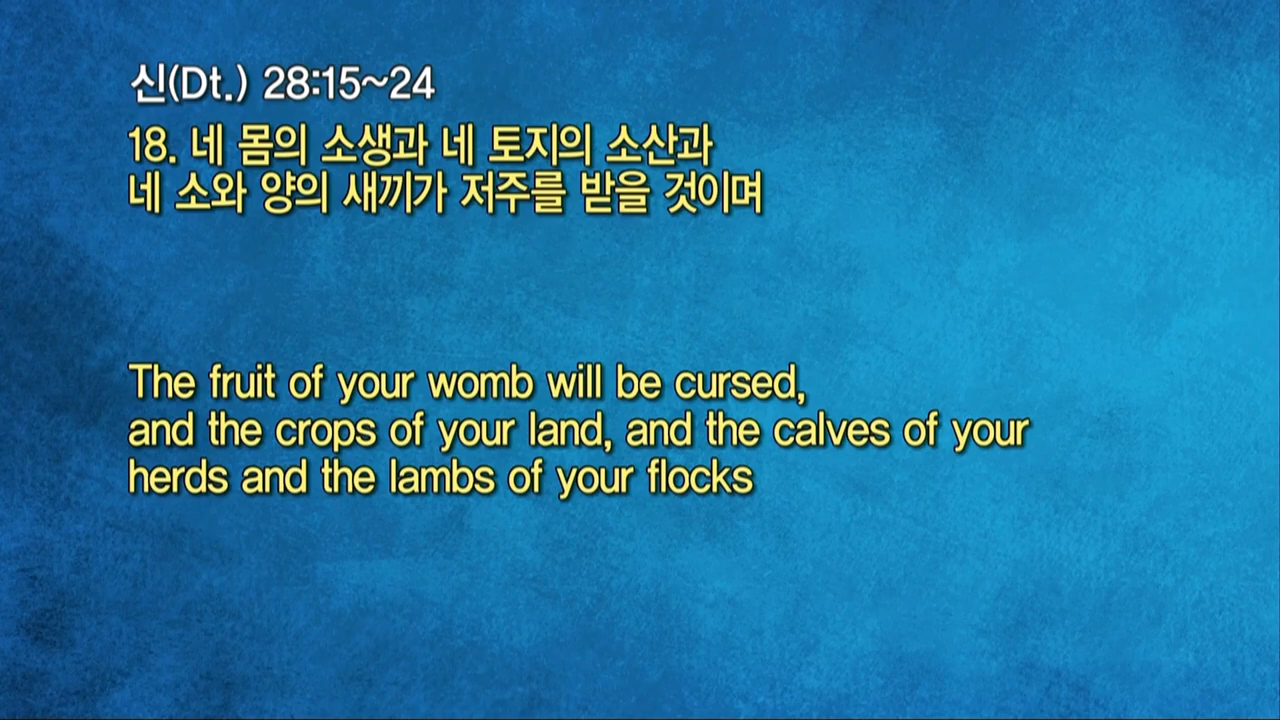 신(Dt.) 28:15~24
18. 네 몸의 소생과 네 토지의 소산과
네 소와 양의 새끼가 저주를 받을 것이며
The fruit of your womb will be cursed,
and the crops of your land, and the calves of your
herds and the lambs of your flocks